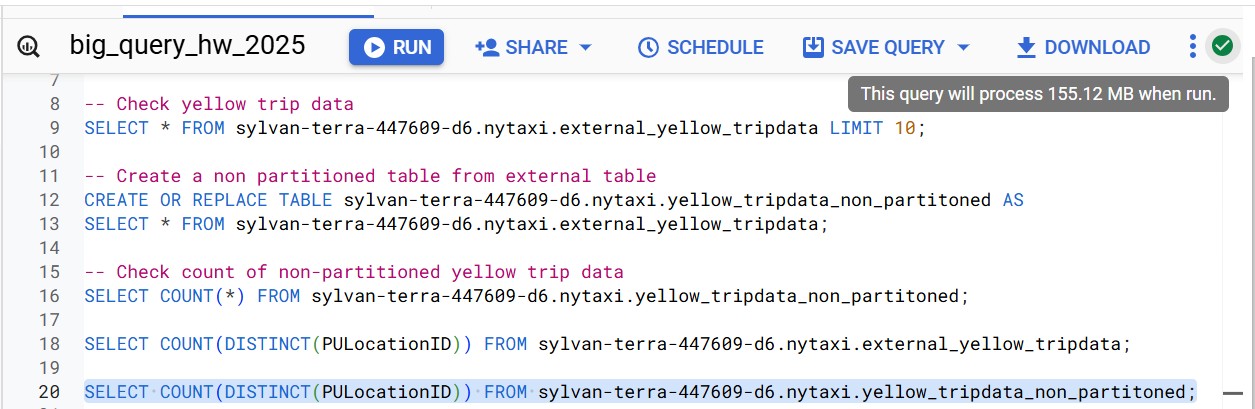 big_query_hw_2025 RUN SHARE SCHEDULE SAVE QUERY DOWNLOAD
This query will process 155.12 MB when run.
7
8 -- Check yellow trip data
9 SELECT * FROM sylvan-terra-447609-d6.nytaxi.external_yellow_tripdata LIMIT 10;
10
11 -- Create a non partitioned table from external table
12 CREATE OR REPLACE TABLE sylvan-terra-447609-d6.nytaxi.yellow_tripdata_non_partitoned AS
13 SELECT * FROM sylvan-terra-447609-d6.nytaxi.external_yellow_tripdata;
14
15 -- Check count of non-partitioned yellow trip data
16 SELECT COUNT(*) FROM sylvan-terra-447609-d6.nytaxi.yellow_tripdata_non_partitoned;
17
18 SELECT COUNT(DISTINCT(PULocationID)) FROM sylvan-terra-447609-d6.nytaxi.external_yellow_tripdata;
19
20 SELECT COUNT(DISTINCT(PULocationID)) FROM sylvan-terra-447609-d6.nytaxi.yellow_tripdata_non_partitoned;